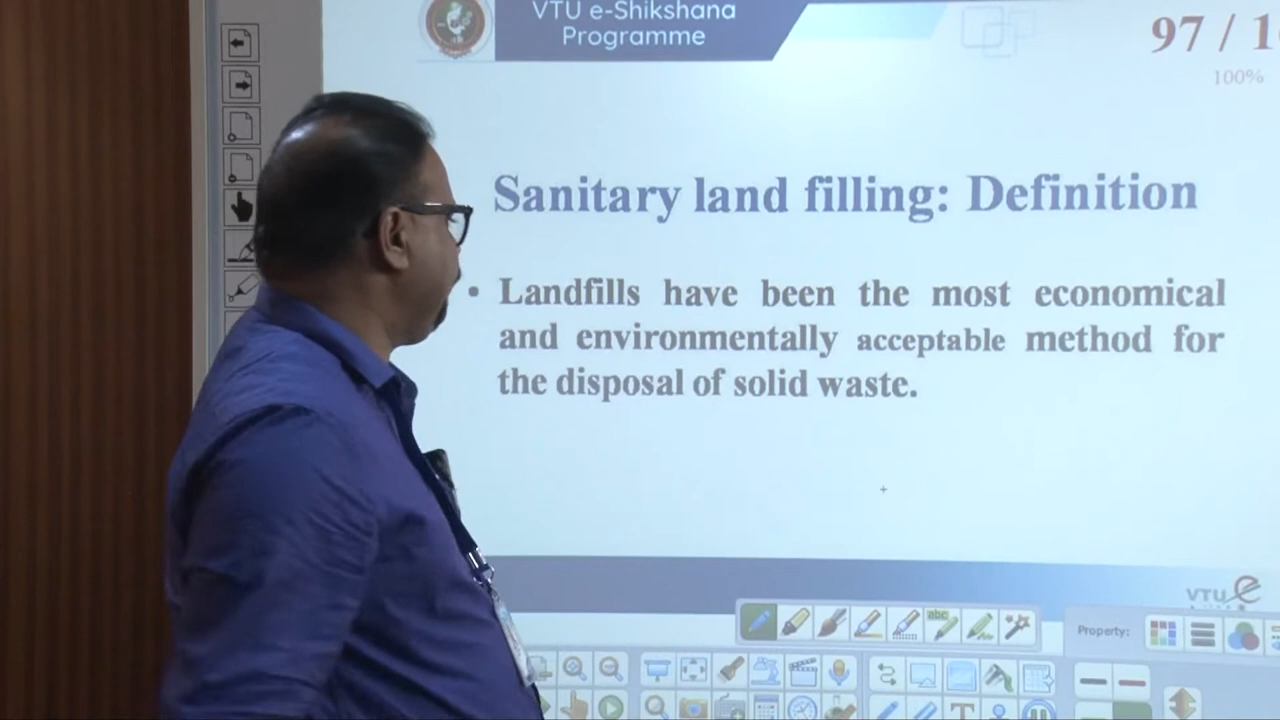 VTU e-Shikshana
Programme
97 / 1
100%
Sanitary land filling: Definition
• Landfills have been the most economical
and environmentally acceptable method for
the disposal of solid waste.
VTU e
abc
Property:
T